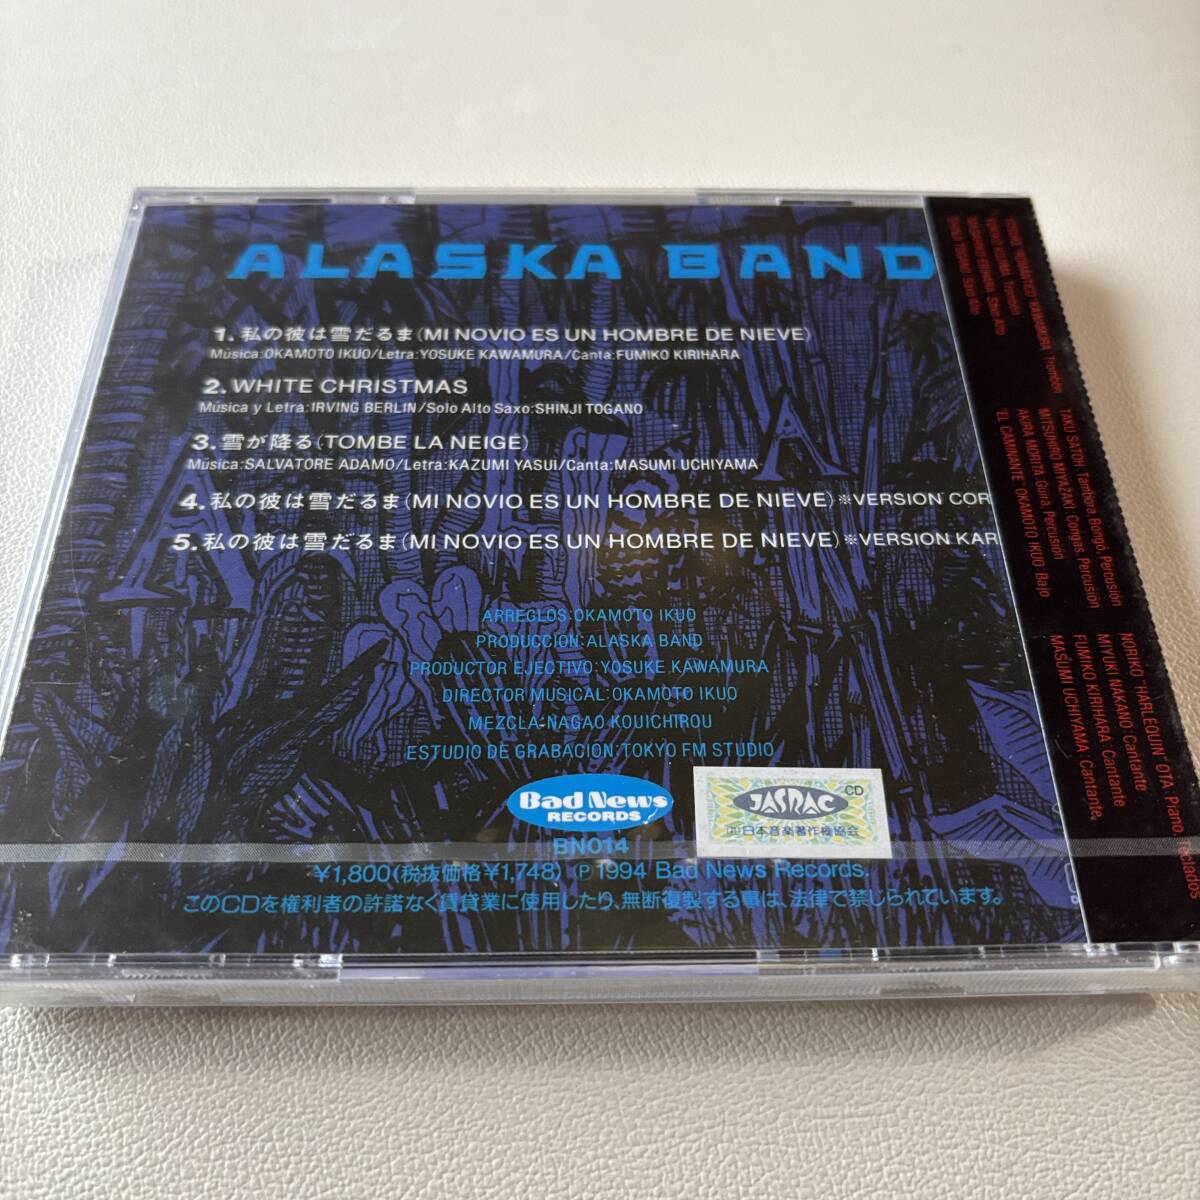 ALASKA BAND
1. 私の彼は雪だるま(MI NOVIO ES UN HOMBRE DE NIEVE)
Música:OKAMOTO IKUO/Letra:YOSUKE KAWAMURA/Canta:FUMIKO KIRIHARA
2. WHITE CHRISTMAS
Música y Letra:IRVING BERLIN/Solo Alto Saxo:SHINJI TOGANO
3. 雪が降る(TOMBE LA NEIGE)
Música:SALVATORE ADAMO/Letra:KAZUMI YASUI/Canta:MASUMI UCHIYAMA
4. 私の彼は雪だるま(MI NOVIO ES UN HOMBRE DE NIEVE)※VERSION COR
5. 私の彼は雪だるま(MI NOVIO ES UN HOMBRE DE NIEVE)※VERSION KAR
ARREGLOS:OKAMOTO IKUO
PRODUCCION:ALASKA BAND
PRODUCTOR EJECTIVO:YOSUKE KAWAMURA
DIRECTOR MUSICAL:OKAMOTO IKUO
MEZCLA:NAGAO KOUICHIROU
ESTUDIO DE GRABACION:TOKYO FM STUDIO
Bad News
RECORDS
JASRAC
CD
日本音楽著作権協会
BN014
¥1,800(税抜価格¥1,748) Ⓟ 1994 Bad News Records.
このCDを権利者の許諾なく賃貸業に使用したり、無断複製する事は、法律で禁じられています。
KAWAMURA Trombón
TAKU SATOH Tambora, Bongó, Percusión
MITSUHIRO MIYAZAKI Congas, Percusión
AKIRA MORITA Güira, Percusión
"EL CAMINANTE" OKAMOTO IKUO Bajo
NORIKO "HARLEQUIN" OTA Piano, Teclados
MIYUKI NAKANO Cantante
FUMIKO KIRIHARA Cantante
MASUMI UCHIYAMA Cantante,